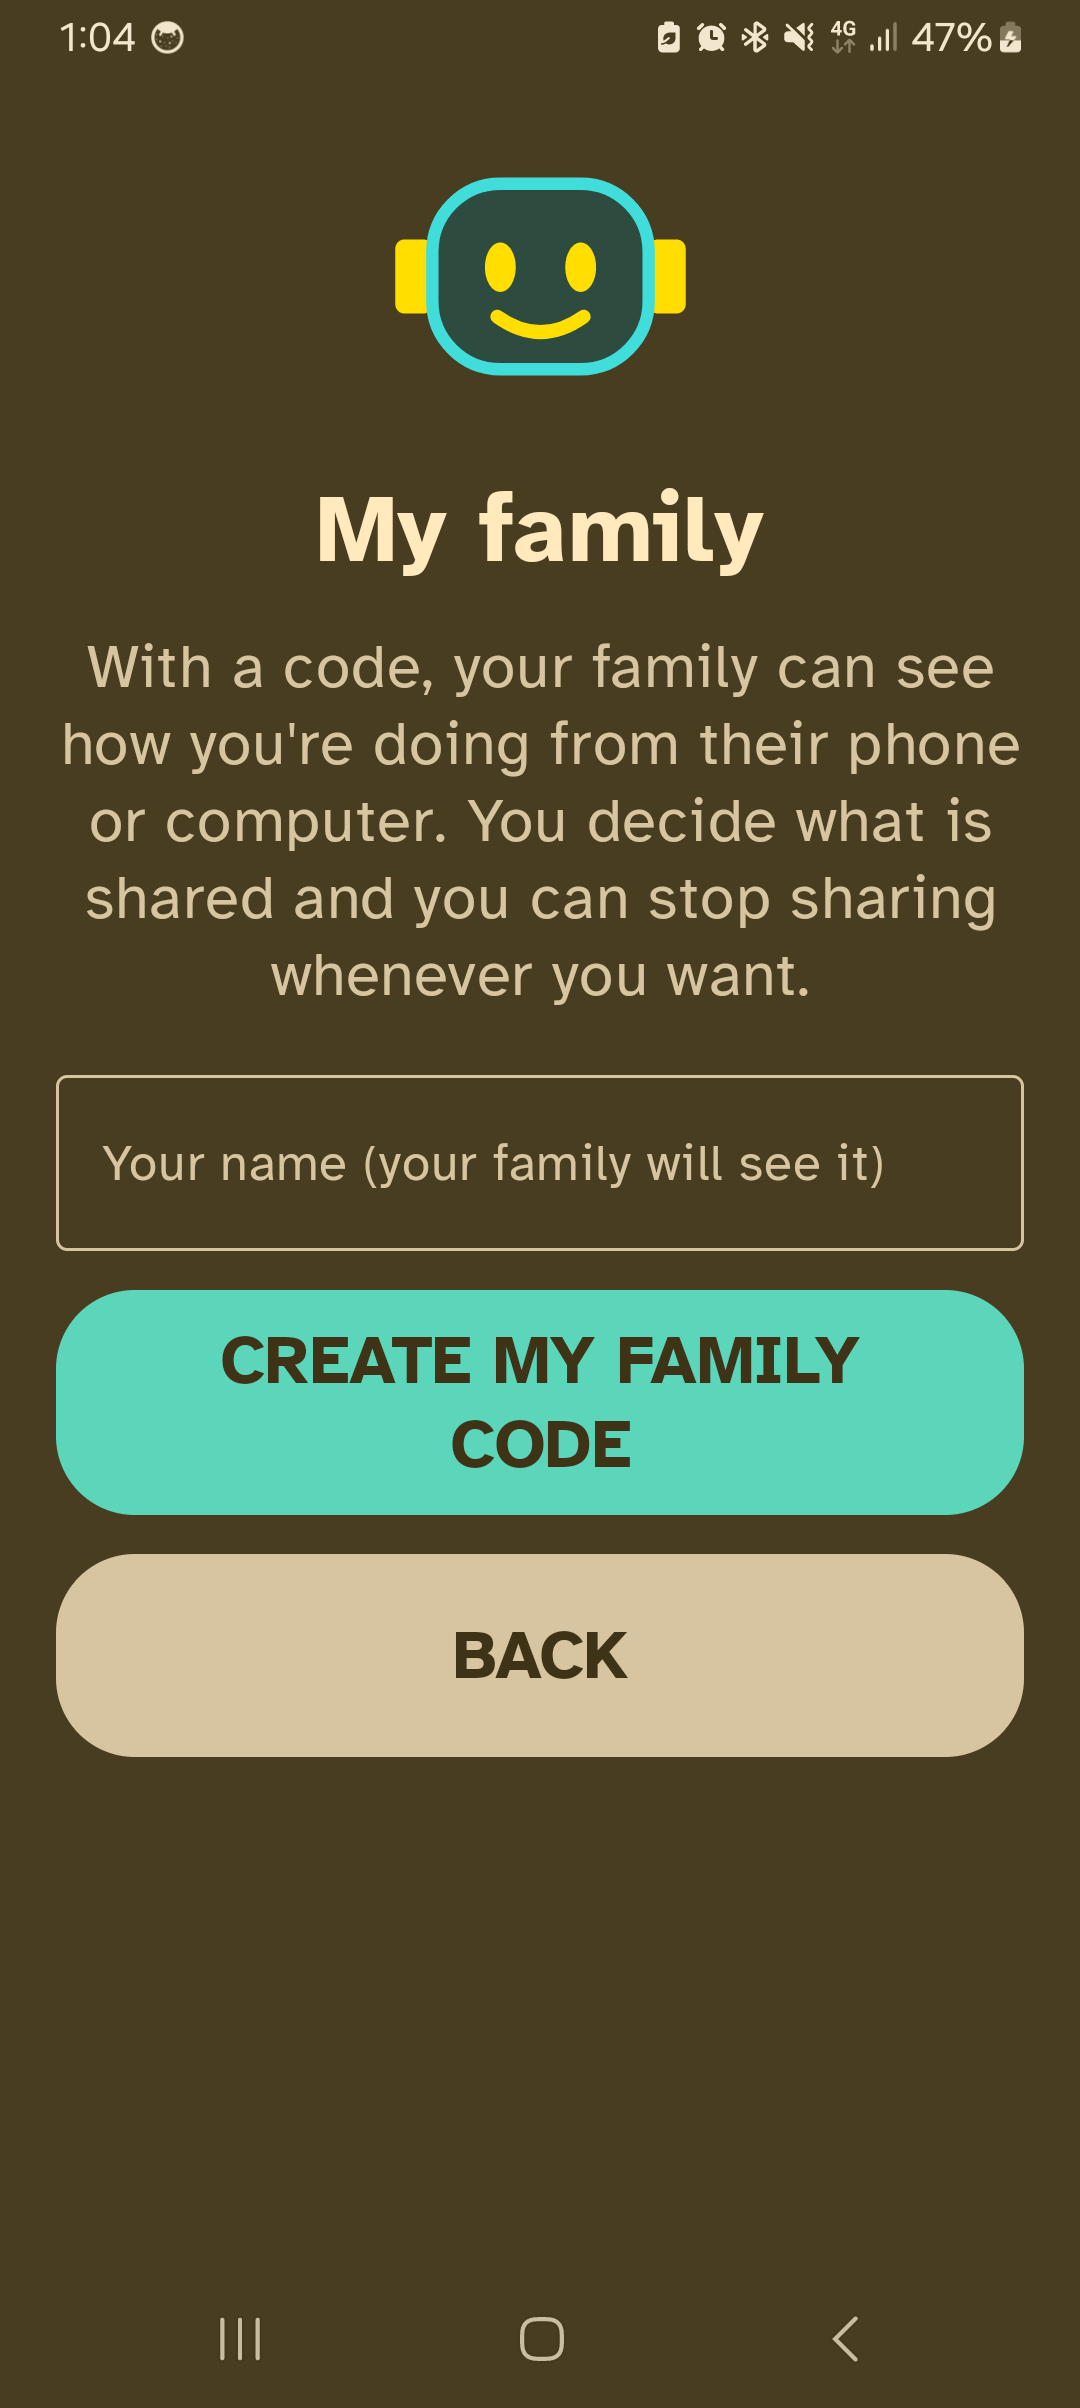 1:04
4G
47%
My family
With a code, your family can see
how you're doing from their phone
or computer. You decide what is
shared and you can stop sharing
whenever you want.
Your name (your family will see it)
CREATE MY FAMILY
CODE
BACK